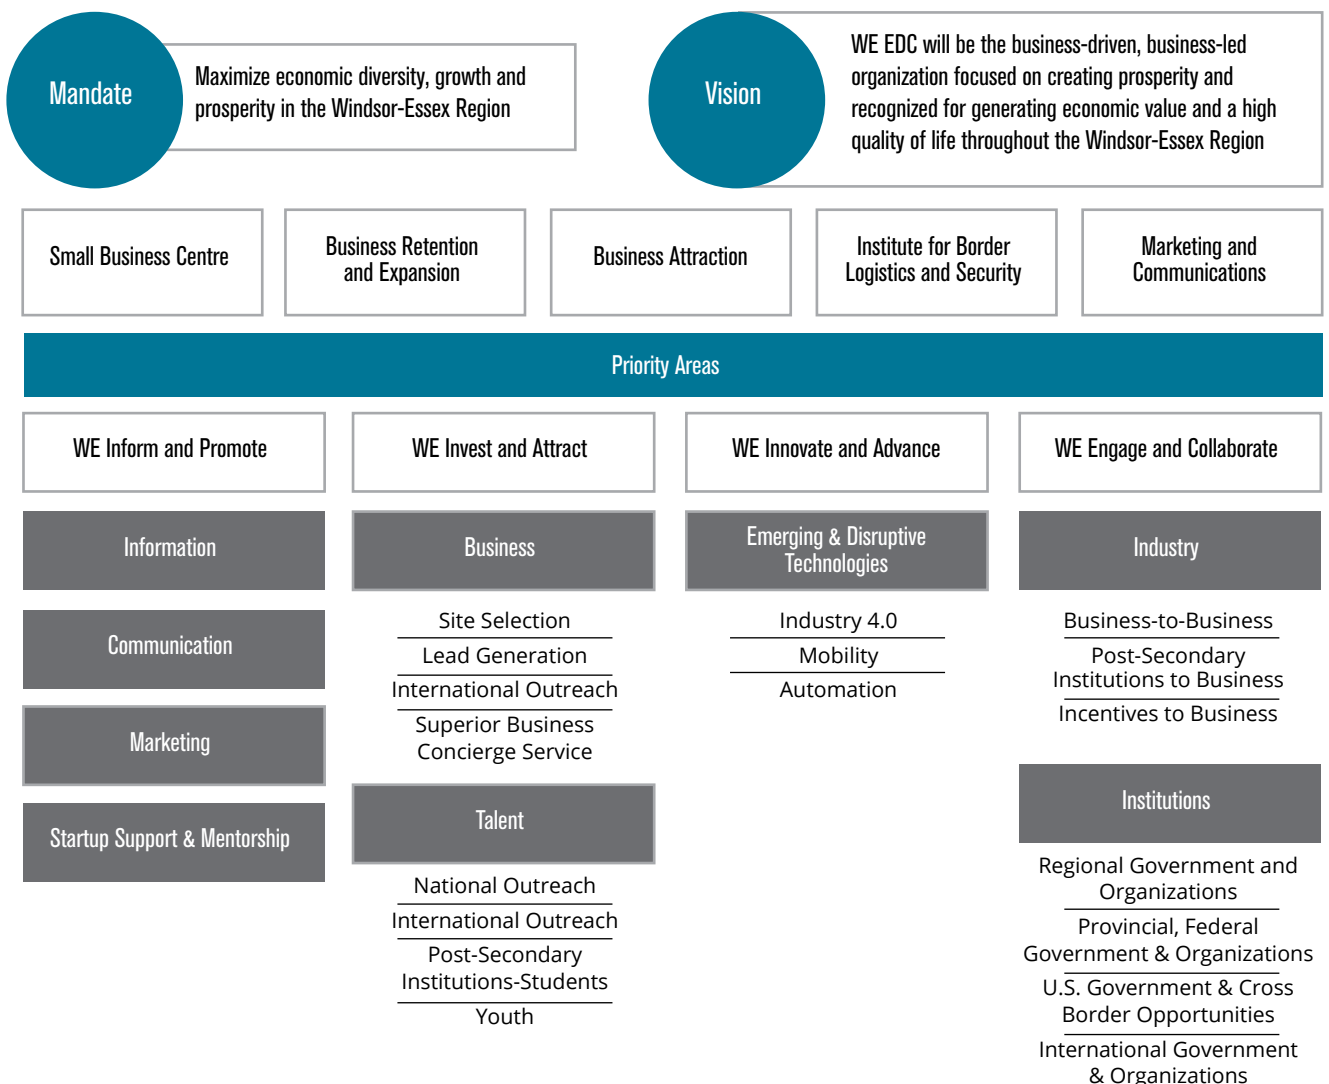 Mandate
Maximize economic diversity, growth and
prosperity in the Windsor-Essex Region
Vision
WE EDC will be the business-driven, business-led
organization focused on creating prosperity and
recognized for generating economic value and a high
quality of life throughout the Windsor-Essex Region
Small Business Centre
Business Retention
and Expansion
Business Attraction
Institute for Border
Logistics and Security
Marketing and
Communications
Priority Areas
WE Inform and Promote
Information
Communication
Marketing
Startup Support & Mentorship
WE Invest and Attract
Business
Site Selection
Lead Generation
International Outreach
Superior Business
Concierge Service
Talent
National Outreach
International Outreach
Post-Secondary
Institutions-Students
Youth
WE Innovate and Advance
Emerging & Disruptive
Technologies
Industry 4.0
Mobility
Automation
WE Engage and Collaborate
Industry
Business-to-Business
Post-Secondary
Institutions to Business
Incentives to Business
Institutions
Regional Government and
Organizations
Provincial, Federal
Government & Organizations
U.S. Government & Cross
Border Opportunities
International Government
& Organizations